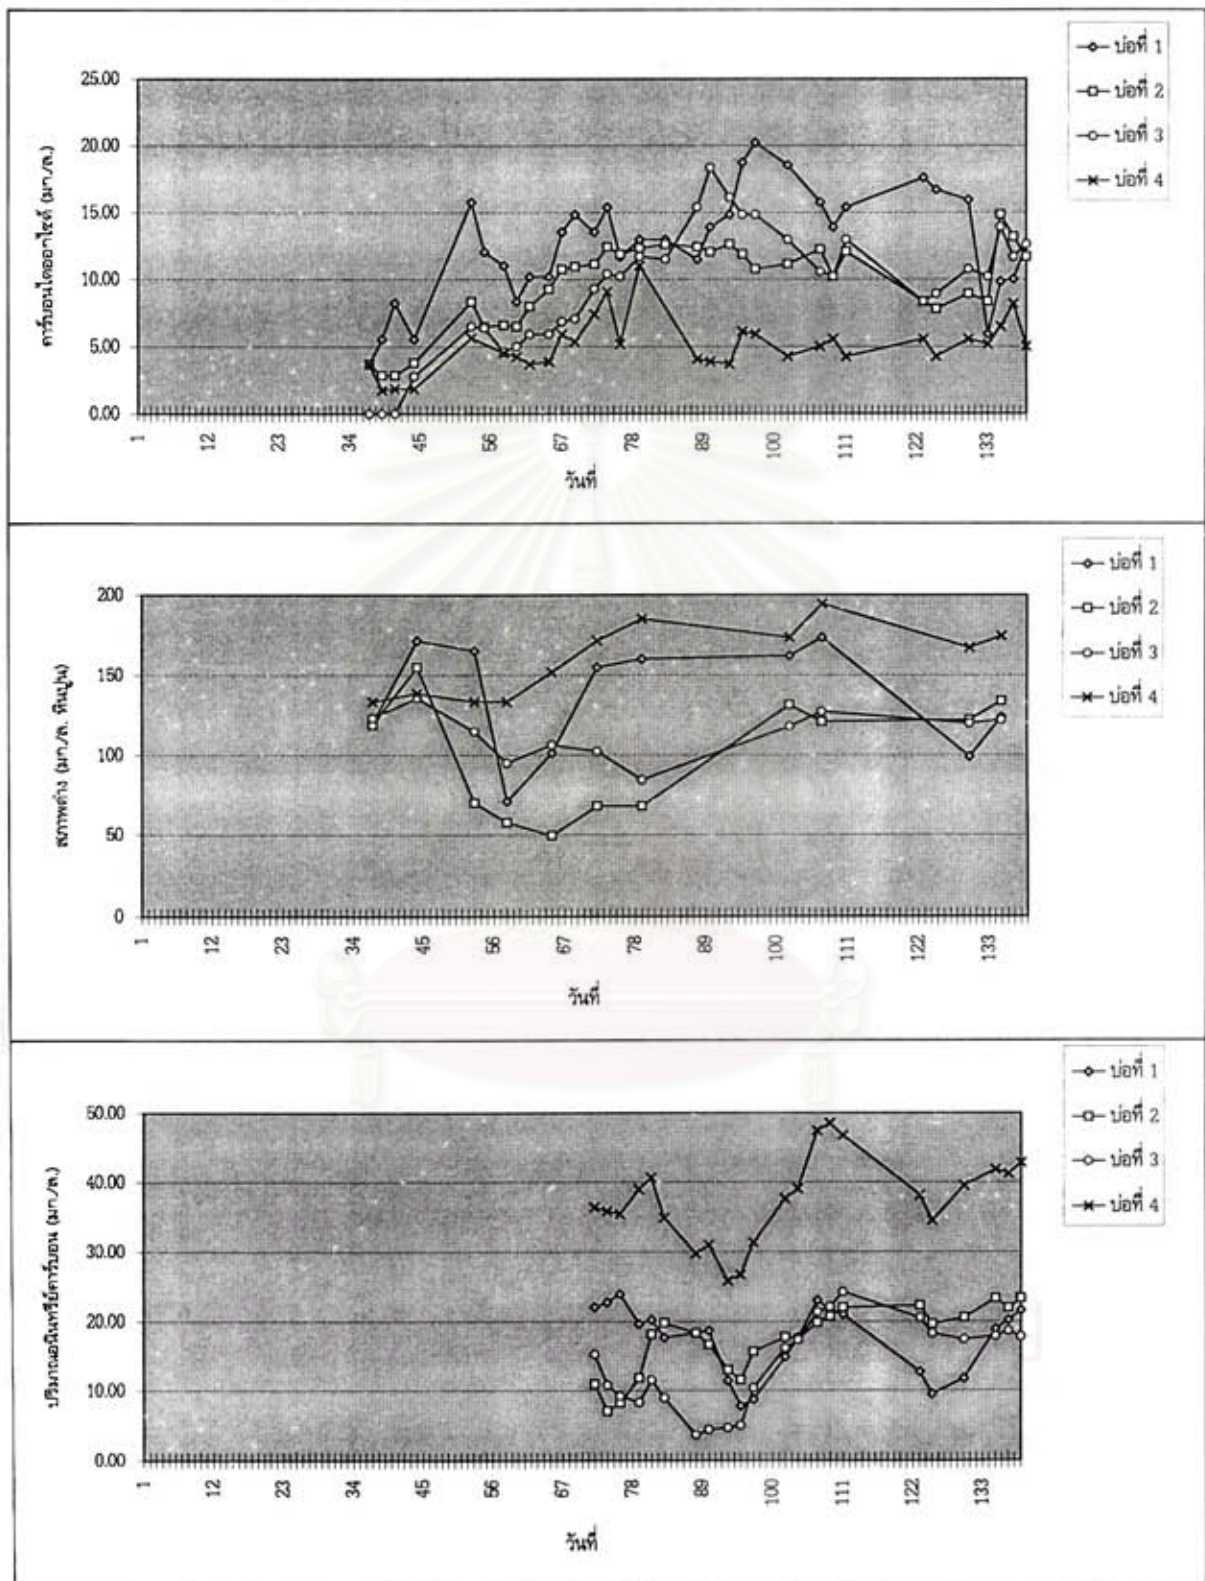 บ่อที่ 1
บ่อที่ 2
บ่อที่ 3
บ่อที่ 4
คาร์บอนไดออกไซด์ (มก./ล.)
25.00
20.00
15.00
10.00
5.00
0.00
1 12 23 34 45 56 67 78 89 100 111 122 133
วันที่
บ่อที่ 1
บ่อที่ 2
บ่อที่ 3
บ่อที่ 4
สภาพด่าง (มก./ล. หินปูน)
200
150
100
50
0
1 12 23 34 45 56 67 78 89 100 111 122 133
วันที่
บ่อที่ 1
บ่อที่ 2
บ่อที่ 3
บ่อที่ 4
ปริมาณอนินทรีย์คาร์บอน (มก./ล.)
50.00
40.00
30.00
20.00
10.00
0.00
1 12 23 34 45 56 67 78 89 100 111 122 133
วันที่